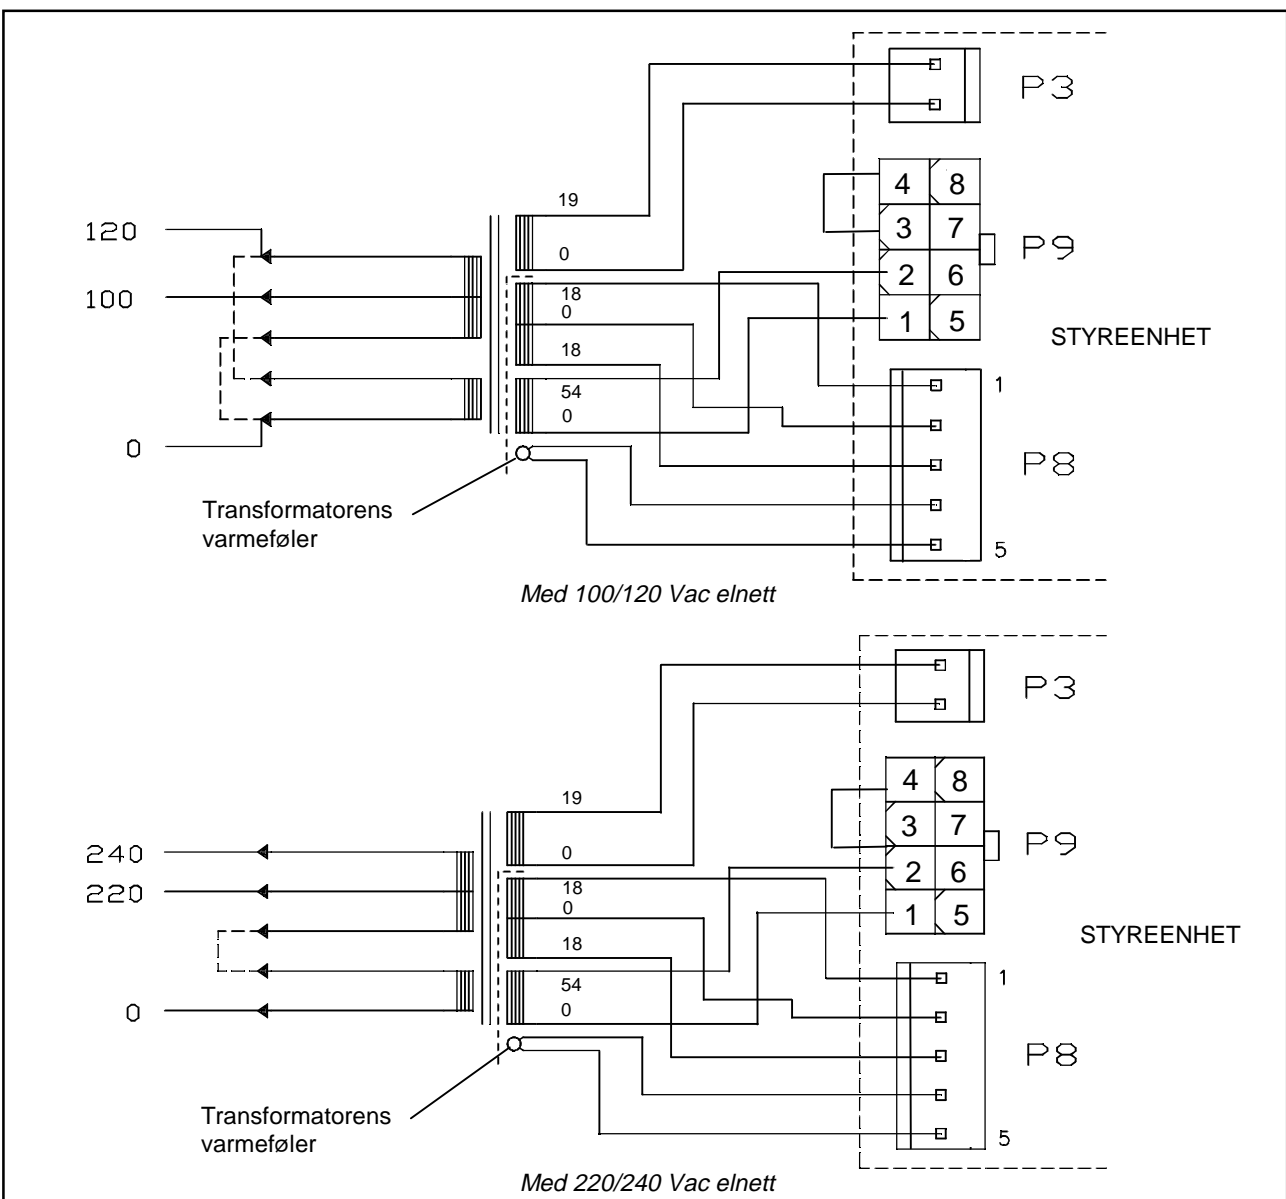 P3
19
4 8
120
3 7
0
P9
2 6
100
18
0
1 5
STYREENHET
18
1
54
0
0
P8
Transformatorens
varmeføler
5
Med 100/120 Vac elnett
P3
4 8
19
3 7
P9
240
0
2 6
220
18
0
1 5
STYREENHET
18
1
54
0
0
P8
Transformatorens
varmeføler
5
Med 220/240 Vac elnett